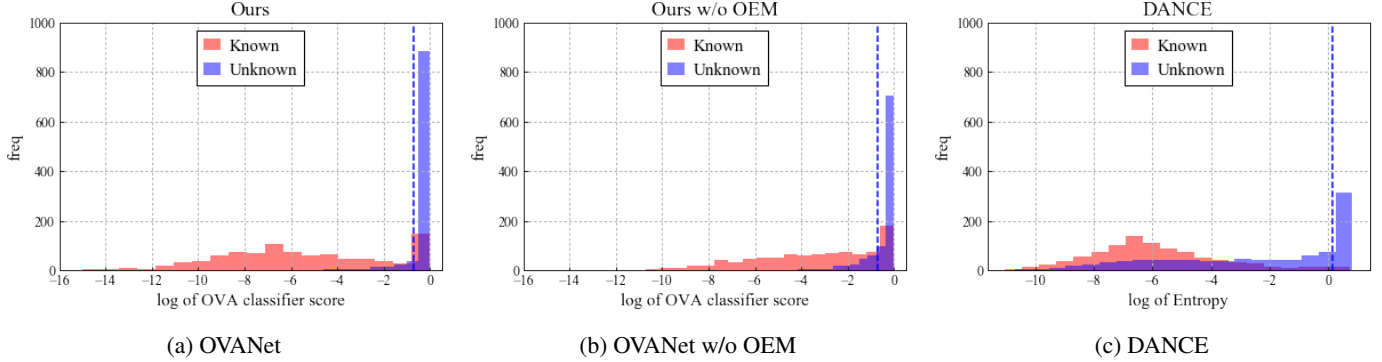 Ours
1000
800
600
400
200
0
freq
Known
Unknown
−16 −14 −12 −10 −8 −6 −4 −2 0
log of OVA classifier score
(a) OVANet
Ours w/o OEM
1000
800
600
400
200
0
freq
Known
Unknown
−16 −14 −12 −10 −8 −6 −4 −2 0
log of OVA classifier score
(b) OVANet w/o OEM
DANCE
1000
800
600
400
200
0
freq
Known
Unknown
−10 −8 −6 −4 −2 0
log of Entropy
(c) DANCE